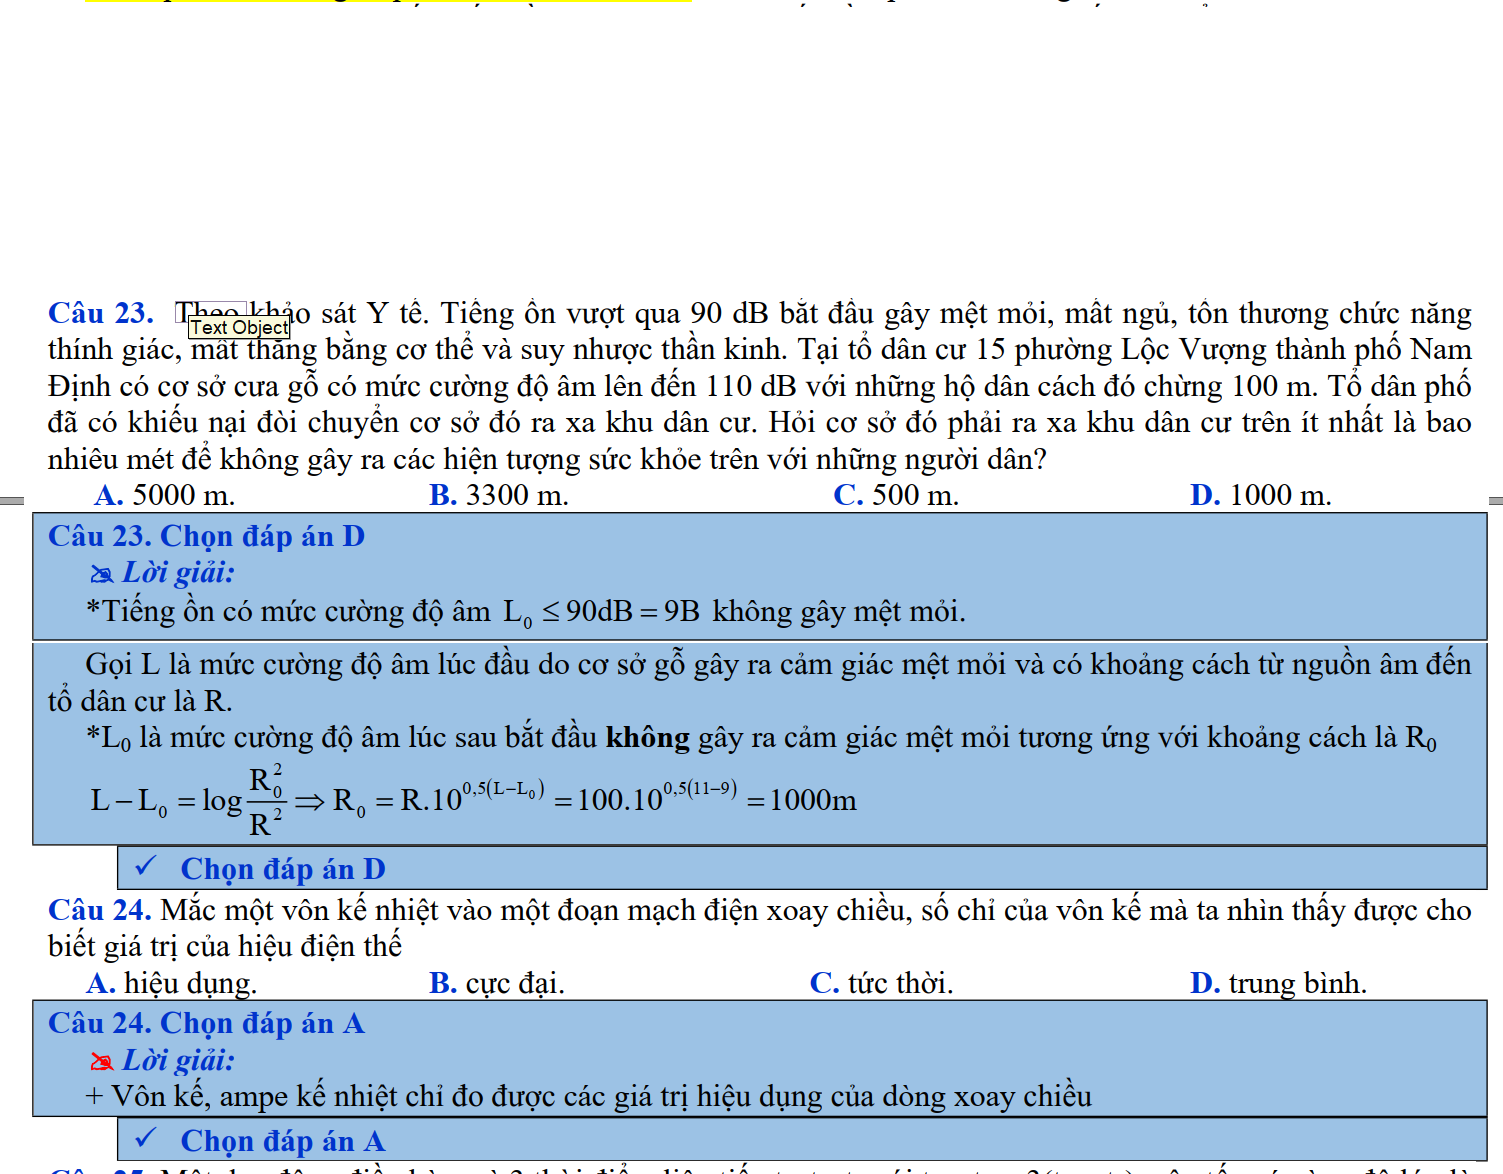 Câu 23. Theo khảo sát Y tế. Tiếng ồn vượt qua 90 dB bắt đầu gây mệt mỏi, mất ngủ, tổn thương chức năng
Text Object
thính giác, mất thăng bằng cơ thể và suy nhược thần kinh. Tại tổ dân cư 15 phường Lộc Vượng thành phố Nam
Định có cơ sở cưa gỗ có mức cường độ âm lên đến 110 dB với những hộ dân cách đó chừng 100 m. Tổ dân phố
đã có khiếu nại đòi chuyển cơ sở đó ra xa khu dân cư. Hỏi cơ sở đó phải ra xa khu dân cư trên ít nhất là bao
nhiêu mét để không gây ra các hiện tượng sức khỏe trên với những người dân?
A. 5000 m. B. 3300 m. C. 500 m. D. 1000 m.
Câu 23. Chọn đáp án D
Lời giải:
*Tiếng ồn có mức cường độ âm L₀ ≤ 90dB = 9B không gây mệt mỏi.
Gọi L là mức cường độ âm lúc đầu do cơ sở gỗ gây ra cảm giác mệt mỏi và có khoảng cách từ nguồn âm đến
tổ dân cư là R.
*L₀ là mức cường độ âm lúc sau bắt đầu không gây ra cảm giác mệt mỏi tương ứng với khoảng cách là R₀
L − L₀ = log R₀²/R² ⇒ R₀ = R.10^0,5(L−L₀) = 100.10^0,5(11−9) = 1000m
✓ Chọn đáp án D
Câu 24. Mắc một vôn kế nhiệt vào một đoạn mạch điện xoay chiều, số chỉ của vôn kế mà ta nhìn thấy được cho
biết giá trị của hiệu điện thế
A. hiệu dụng. B. cực đại. C. tức thời. D. trung bình.
Câu 24. Chọn đáp án A
Lời giải:
+ Vôn kế, ampe kế nhiệt chỉ đo được các giá trị hiệu dụng của dòng xoay chiều
✓ Chọn đáp án A